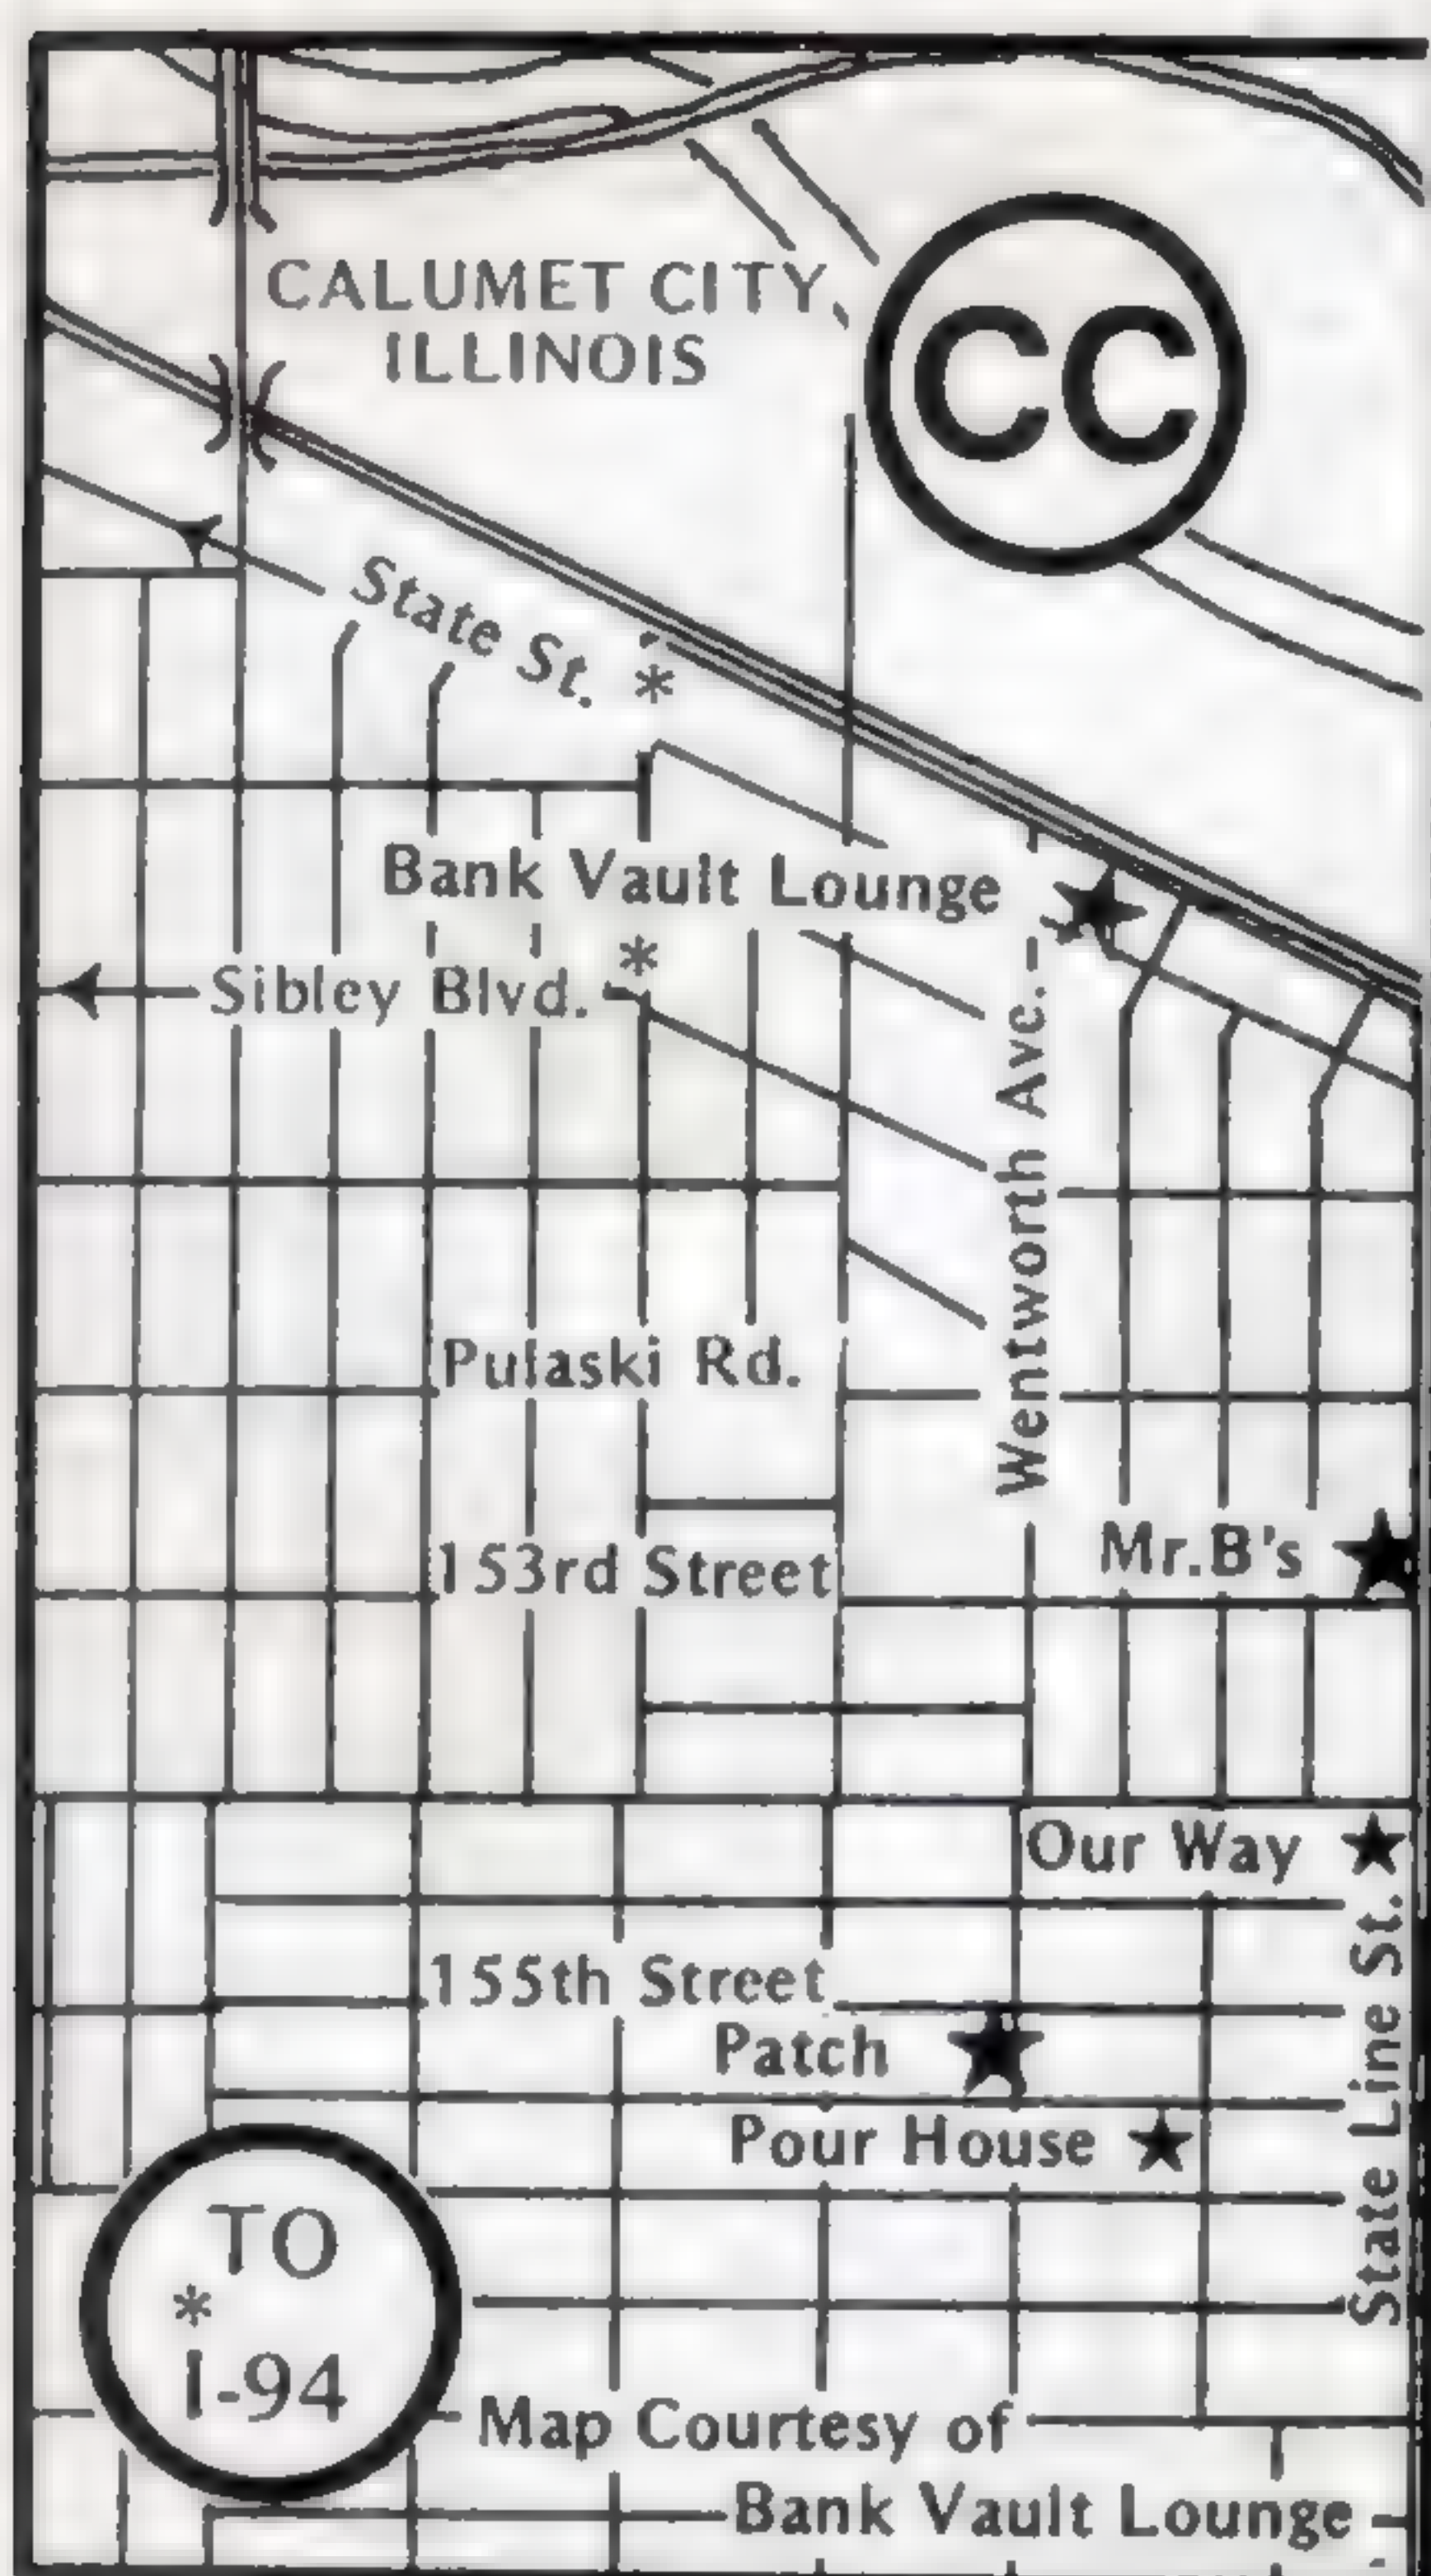 CALUMET CITY,
ILLINOIS
CC
State St. *
Bank Vault Lounge
Sibley Blvd. *
Wentworth Ave.
Pulaski Rd.
Mr.B's
153rd Street
Our Way
155th Street
State Line St.
Patch
Pour House
TO
*
I-94
Map Courtesy of
Bank Vault Lounge